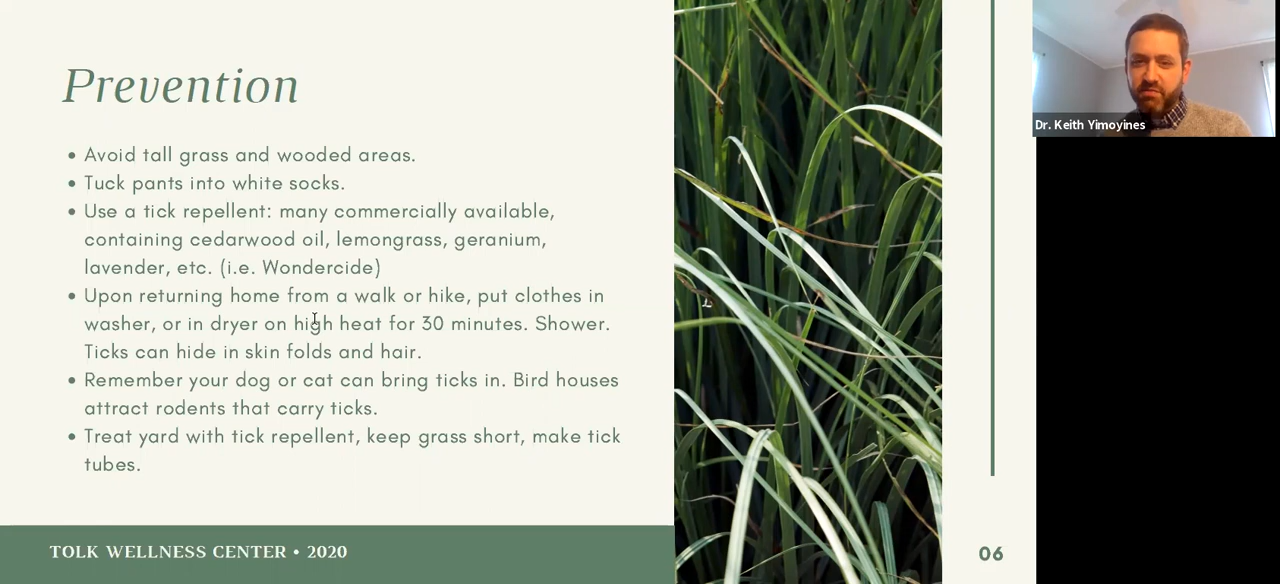 Prevention
• Avoid tall grass and wooded areas.
• Tuck pants into white socks.
• Use a tick repellent: many commercially available,
containing cedarwood oil, lemongrass, geranium,
lavender, etc. (i.e. Wondercide)
• Upon returning home from a walk or hike, put clothes in
washer, or in dryer on high heat for 30 minutes. Shower.
Ticks can hide in skin folds and hair.
• Remember your dog or cat can bring ticks in. Bird houses
attract rodents that carry ticks.
• Treat yard with tick repellent, keep grass short, make tick
tubes.
TOLK WELLNESS CENTER • 2020
06
Dr. Keith Yimoyines